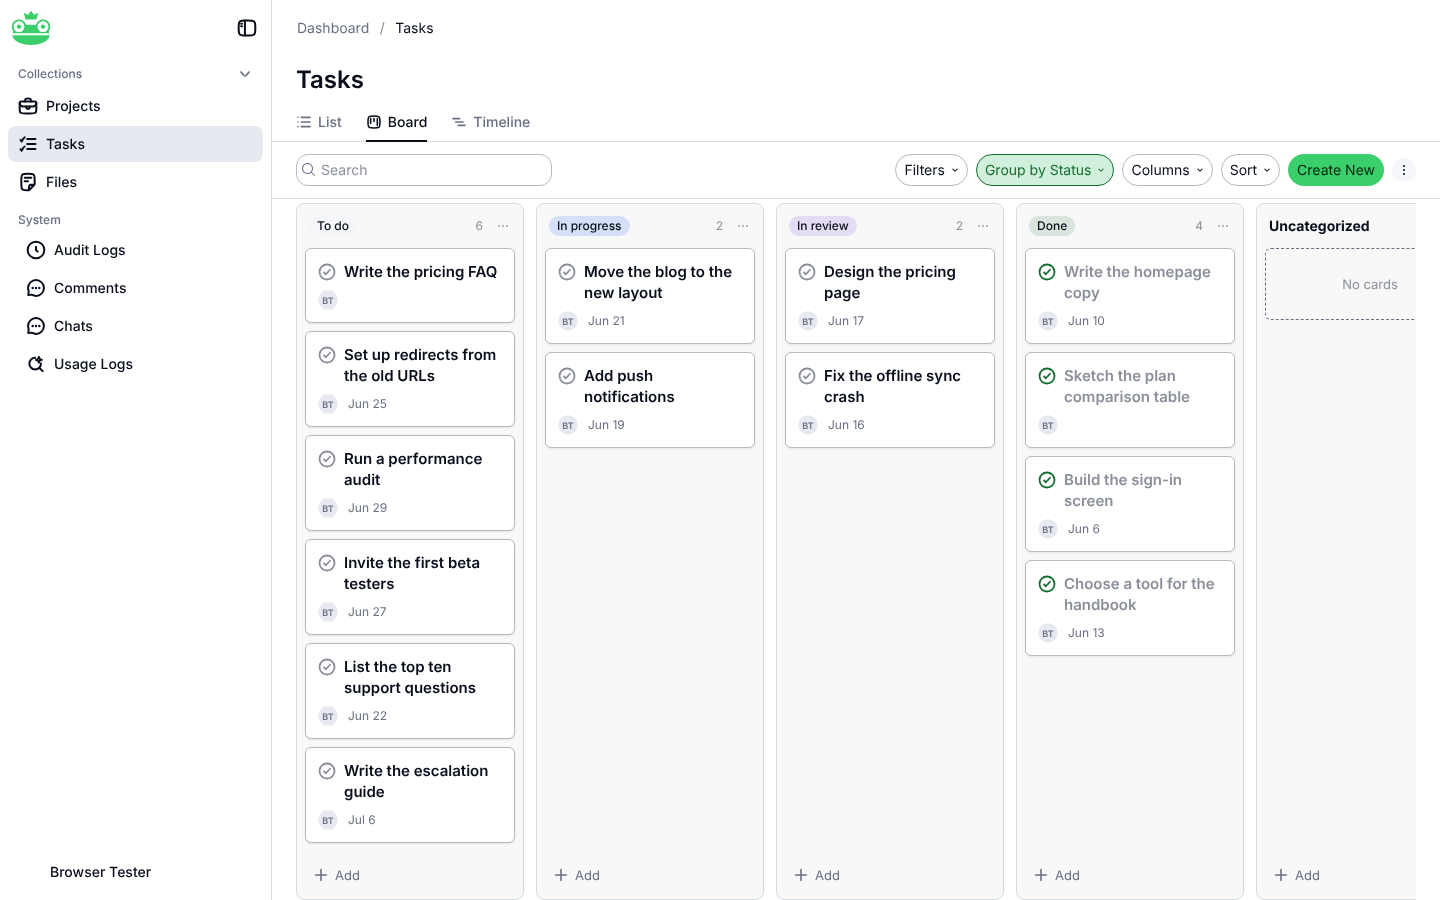 Collections
Projects
Tasks
Files
System
Audit Logs
Comments
Chats
Usage Logs
Browser Tester
Dashboard / Tasks
Tasks
List
Board
Timeline
Search
Filters
Group by Status
Columns
Sort
Create New
To do 6
Write the pricing FAQ
BT
Set up redirects from
the old URLs
BT Jun 25
Run a performance
audit
BT Jun 29
Invite the first beta
testers
BT Jun 27
List the top ten
support questions
BT Jun 22
Write the escalation
guide
BT Jul 6
Add
In progress 2
Move the blog to the
new layout
BT Jun 21
Add push
notifications
BT Jun 19
Add
In review 2
Design the pricing
page
BT Jun 17
Fix the offline sync
crash
BT Jun 16
Add
Done 4
Write the homepage
copy
BT Jun 10
Sketch the plan
comparison table
BT
Build the sign-in
screen
BT Jun 6
Choose a tool for the
handbook
BT Jun 13
Add
Uncategorized
No cards
Add